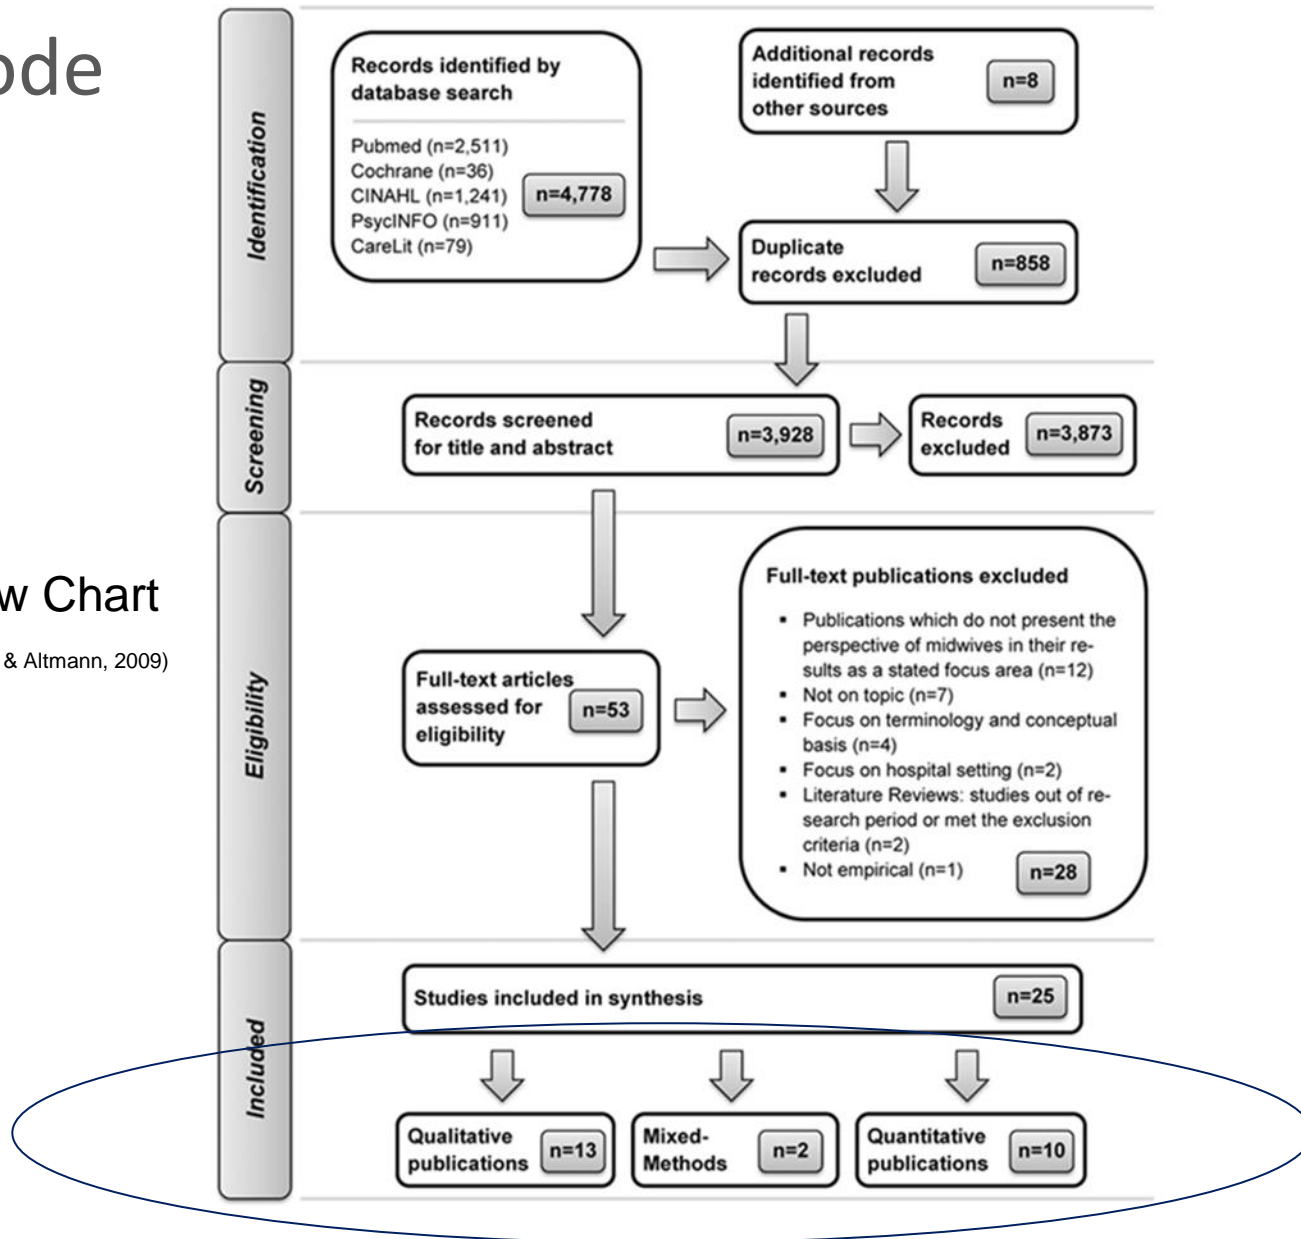 ode
w Chart
& Altmann, 2009)
Identification
Records identified by
database search
Pubmed (n=2,511)
Cochrane (n=36)
CINAHL (n=1,241)
PsycINFO (n=911)
CareLit (n=79)
n=4,778
Additional records
identified from
other sources
n=8
Duplicate
records excluded
n=858
Screening
Records screened
for title and abstract
n=3,928
Records
excluded
n=3,873
Eligibility
Full-text articles
assessed for
eligibility
n=53
Full-text publications excluded
▪ Publications which do not present the
perspective of midwives in their re-
sults as a stated focus area (n=12)
▪ Not on topic (n=7)
▪ Focus on terminology and conceptual
basis (n=4)
▪ Focus on hospital setting (n=2)
▪ Literature Reviews: studies out of re-
search period or met the exclusion
criteria (n=2)
▪ Not empirical (n=1)
n=28
Included
Studies included in synthesis
n=25
Qualitative
publications
n=13
Mixed-
Methods
n=2
Quantitative
publications
n=10